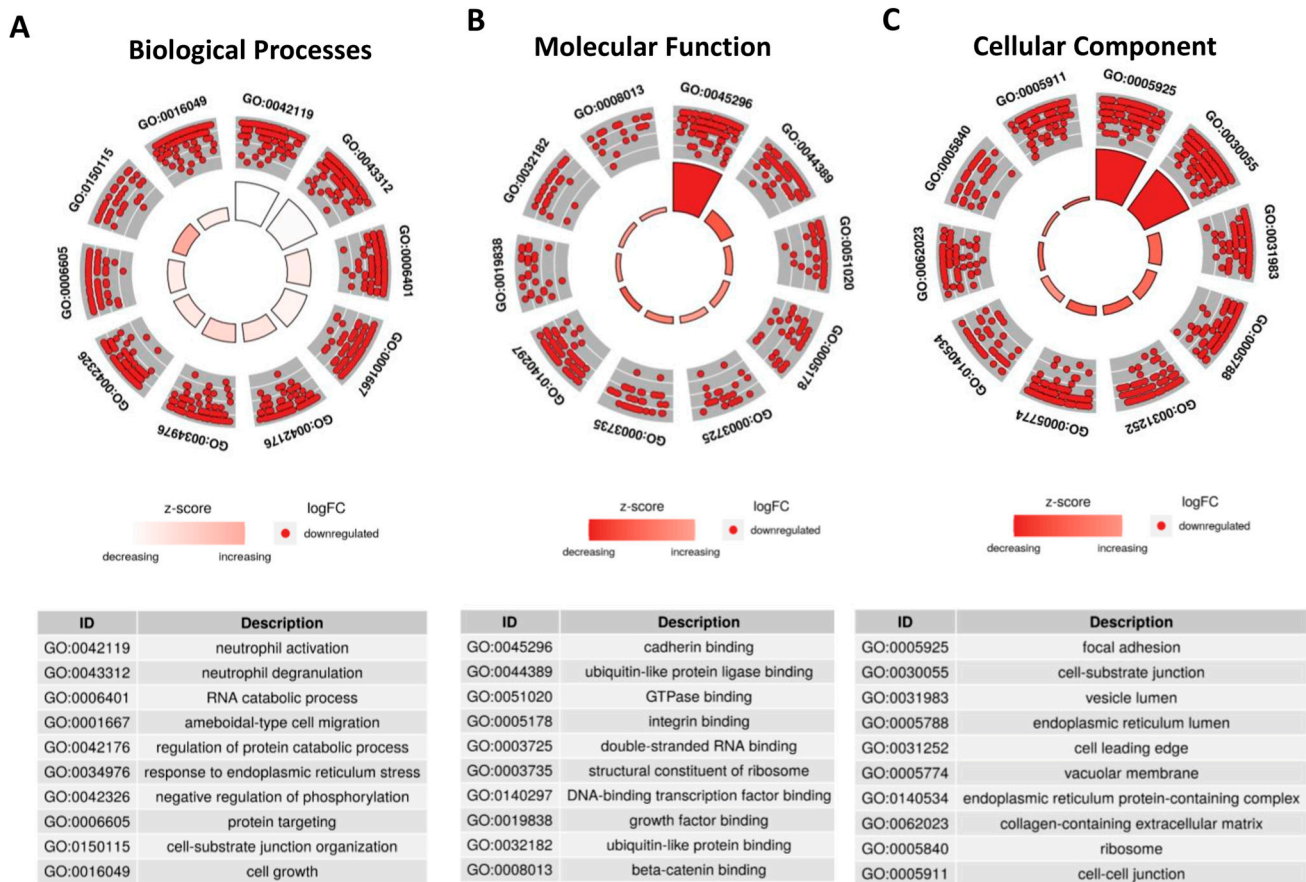 A
Biological Processes
GO:0016049
GO:0042119
GO:0043312
GO:0006401
GO:0001667
GO:0042176
GO:0034976
GO:0042326
GO:0006605
GO:0150115
z-score
decreasing
increasing
logFC
downregulated
ID Description
GO:0042119 neutrophil activation
GO:0043312 neutrophil degranulation
GO:0006401 RNA catabolic process
GO:0001667 ameboidal-type cell migration
GO:0042176 regulation of protein catabolic process
GO:0034976 response to endoplasmic reticulum stress
GO:0042326 negative regulation of phosphorylation
GO:0006605 protein targeting
GO:0150115 cell-substrate junction organization
GO:0016049 cell growth
B
Molecular Function
GO:0008013
GO:0045296
GO:0044389
GO:0051020
GO:0005178
GO:0003725
GO:0003735
GO:0140297
GO:0019838
GO:0032182
z-score
decreasing
increasing
logFC
downregulated
ID Description
GO:0045296 cadherin binding
GO:0044389 ubiquitin-like protein ligase binding
GO:0051020 GTPase binding
GO:0005178 integrin binding
GO:0003725 double-stranded RNA binding
GO:0003735 structural constituent of ribosome
GO:0140297 DNA-binding transcription factor binding
GO:0019838 growth factor binding
GO:0032182 ubiquitin-like protein binding
GO:0008013 beta-catenin binding
C
Cellular Component
GO:0005911
GO:0005925
GO:0030055
GO:0031983
GO:0005788
GO:0031252
GO:0005774
GO:0140534
GO:0062023
GO:0005840
z-score
decreasing
increasing
logFC
downregulated
ID Description
GO:0005925 focal adhesion
GO:0030055 cell-substrate junction
GO:0031983 vesicle lumen
GO:0005788 endoplasmic reticulum lumen
GO:0031252 cell leading edge
GO:0005774 vacuolar membrane
GO:0140534 endoplasmic reticulum protein-containing complex
GO:0062023 collagen-containing extracellular matrix
GO:0005840 ribosome
GO:0005911 cell-cell junction